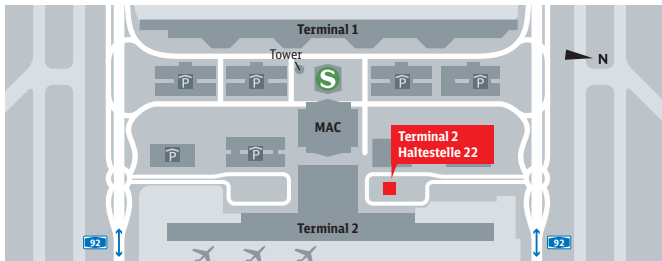 Terminal 1
Tower
N
S
P
P
P
P
MAC
Terminal 2
Haltestelle 22
P
P
Terminal 2
92
92